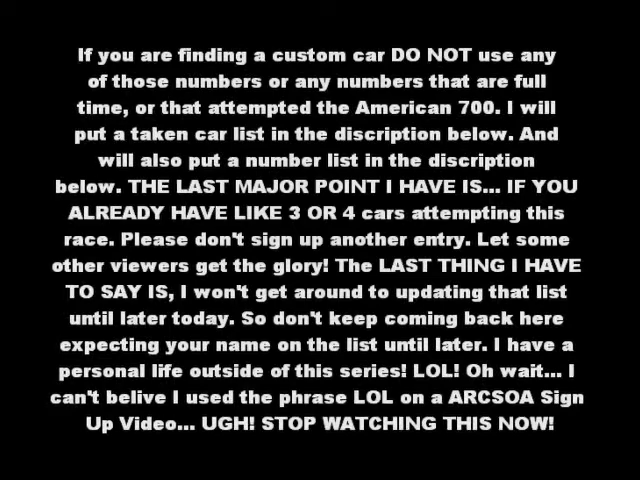 If you are finding a custom car DO NOT use any
of those numbers or any numbers that are full
time, or that attempted the American 700. I will
put a taken car list in the discription below. And
will also put a number list in the discription
below. THE LAST MAJOR POINT I HAVE IS... IF YOU
ALREADY HAVE LIKE 3 OR 4 cars attempting this
race. Please don't sign up another entry. Let some
other viewers get the glory! The LAST THING I HAVE
TO SAY IS, I won't get around to updating that list
until later today. So don't keep coming back here
expecting your name on the list until later. I have a
personal life outside of this series! LOL! Oh wait... I
can't belive I used the phrase LOL on a ARCSOA Sign
Up Video... UGH! STOP WATCHING THIS NOW!